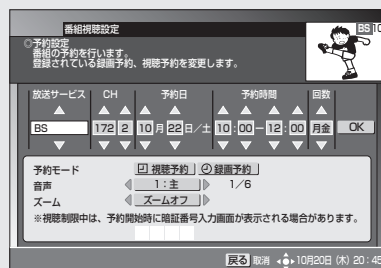 番組視聴設定
BS 10
◎予約設定
番組の予約を行います。
登録されている録画予約、視聴予約を変更します。
放送サービス CH 予約日 予約時間 回数
BS 172 2 10月22日/土 10:00-12:00 月金 OK
予約モード 視聴予約 録画予約
音声 1:主 1/6
ズーム ズームオフ
※視聴制限中は、予約開始時に暗証番号入力画面が表示される場合があります。
戻る 取消 10月20日(木) 20:45